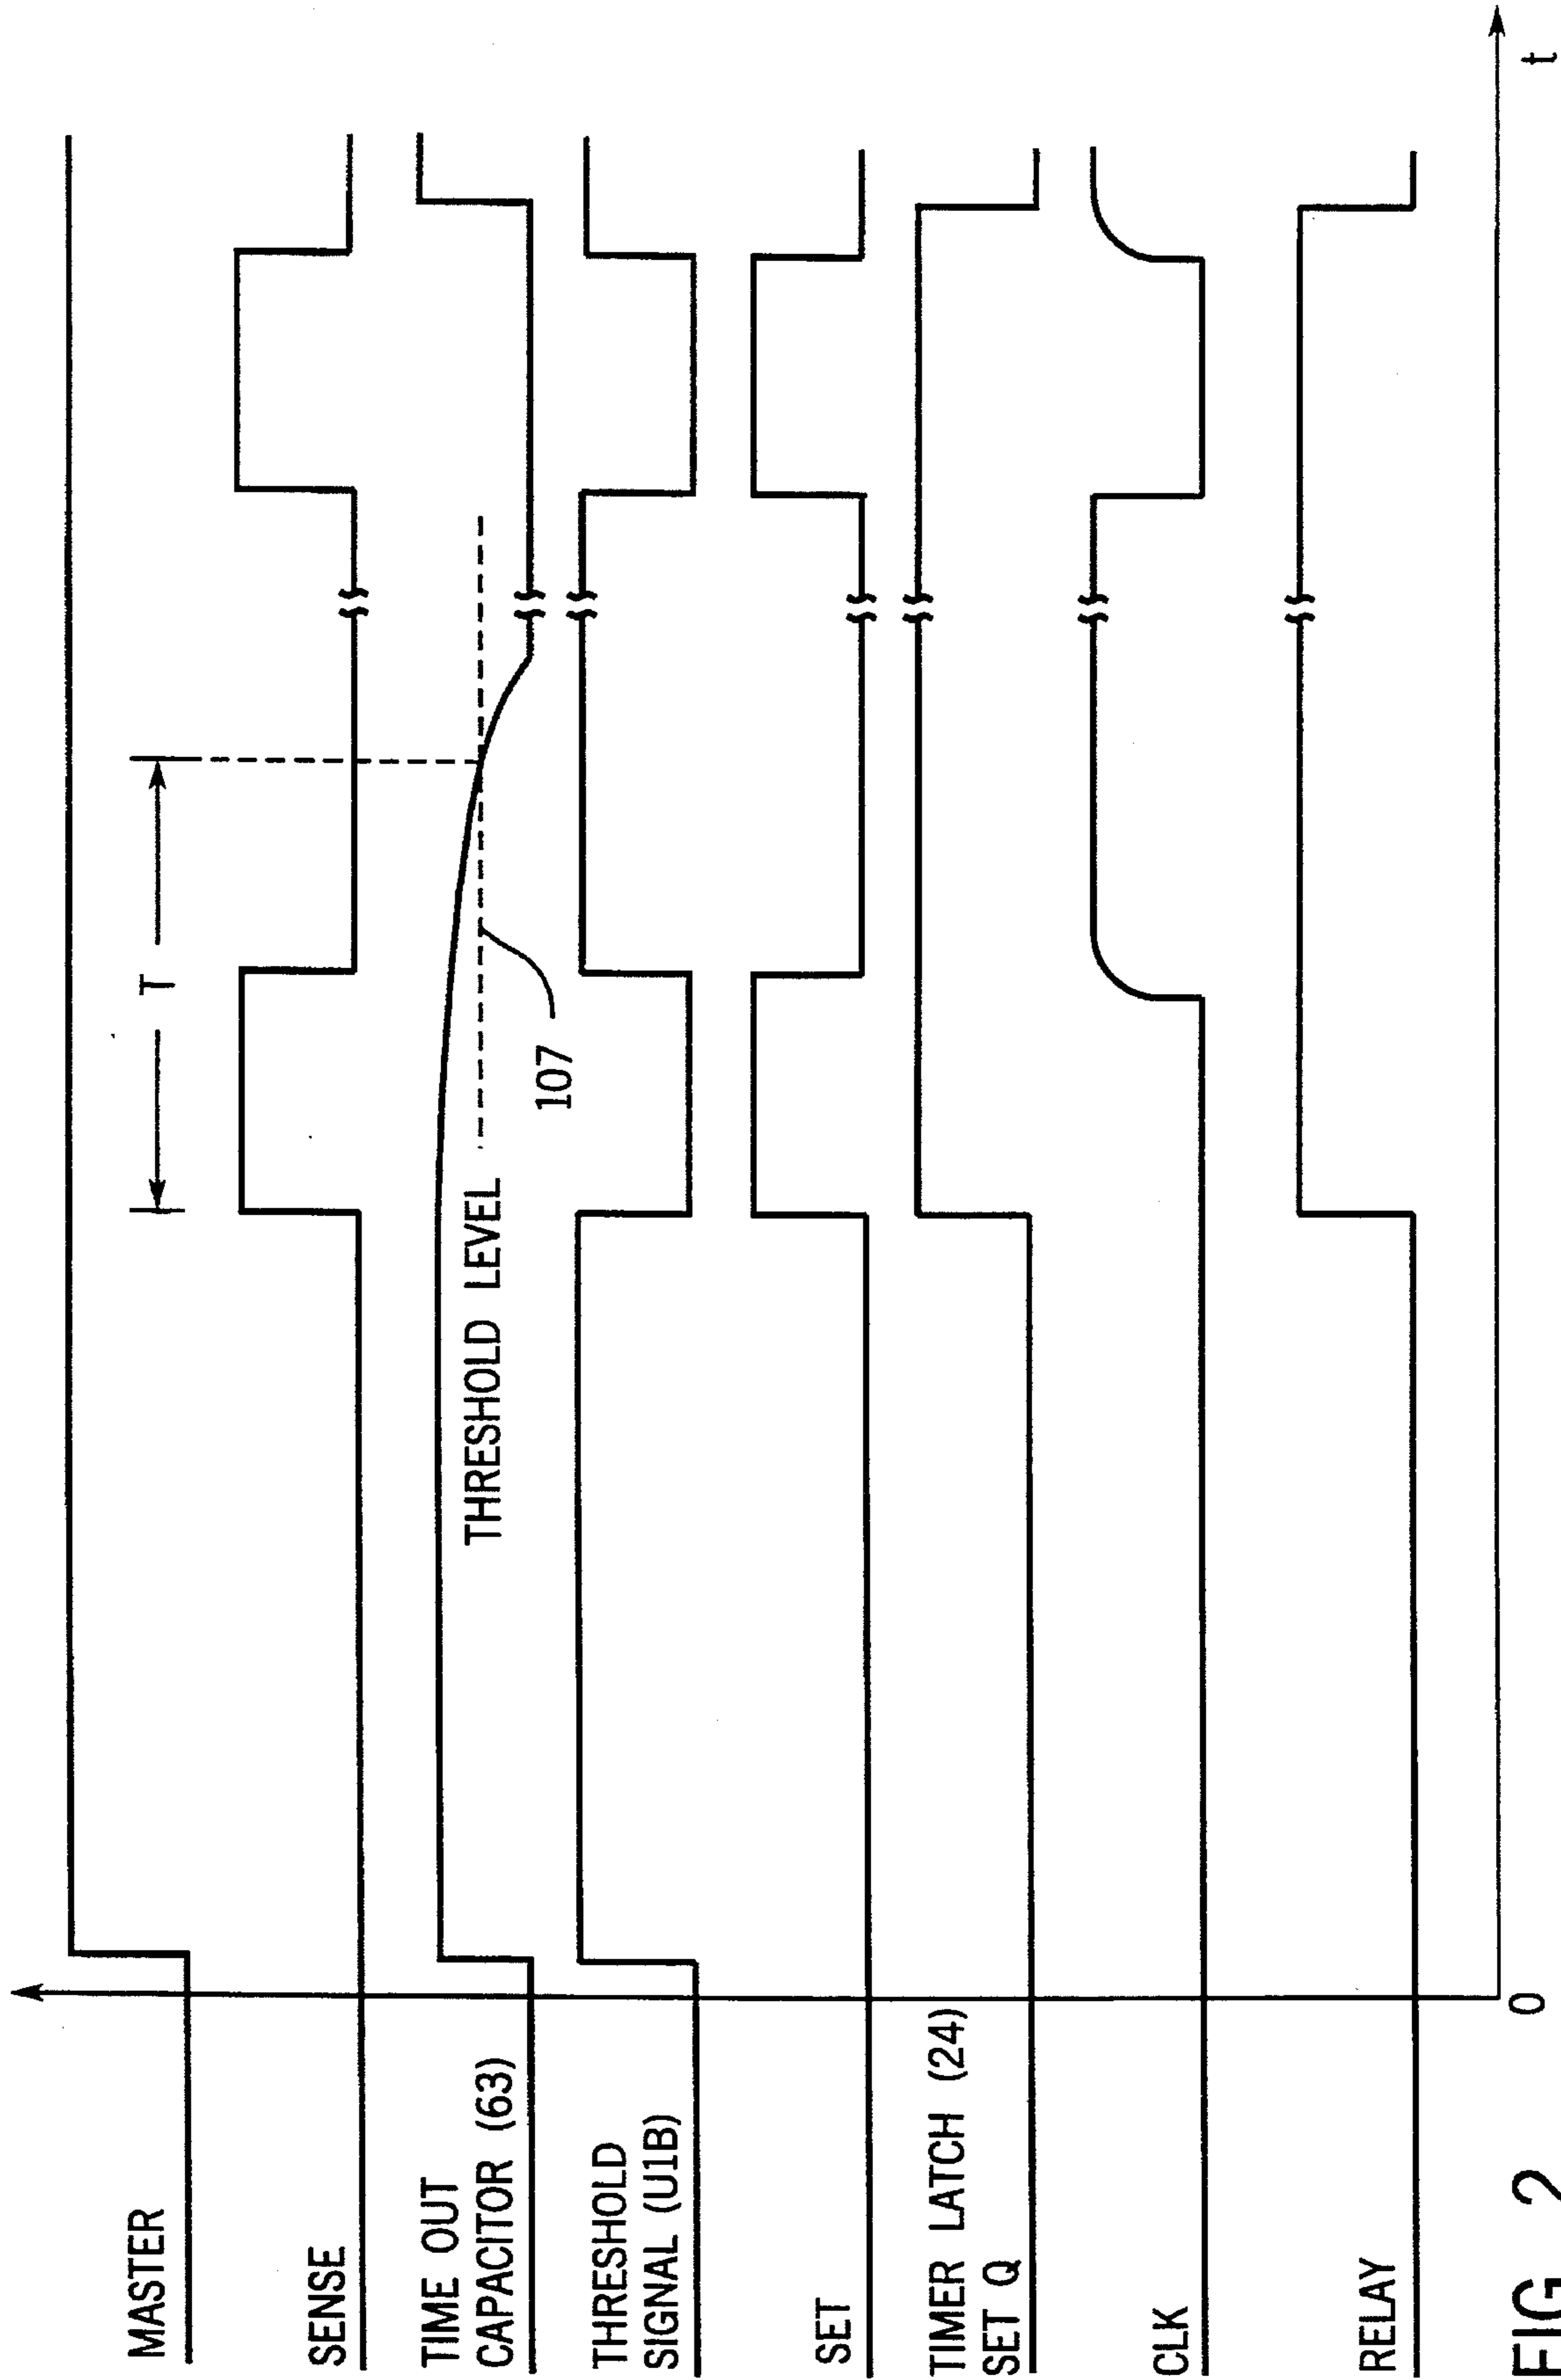 MASTER
SENSE
TIME OUT
CAPACITOR (63)
THRESHOLD
SIGNAL (U1B)
SET
TIMER LATCH (24)
SET Q
CLK
RELAY
T
THRESHOLD LEVEL
107
0
t
FIG. 2